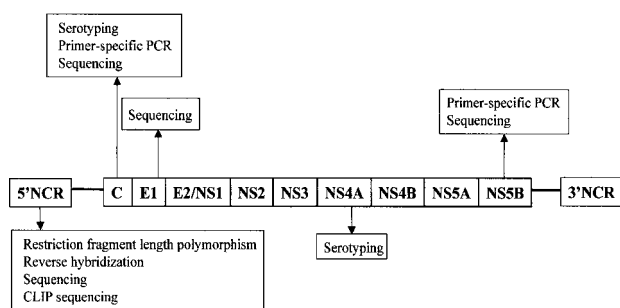 Serotyping
Primer-specific PCR
Sequencing
Sequencing
Primer-specific PCR
Sequencing
5'NCR C E1 E2/NS1 NS2 NS3 NS4A NS4B NS5A NS5B 3'NCR
Restriction fragment length polymorphism
Reverse hybridization
Sequencing
CLIP sequencing
Serotyping